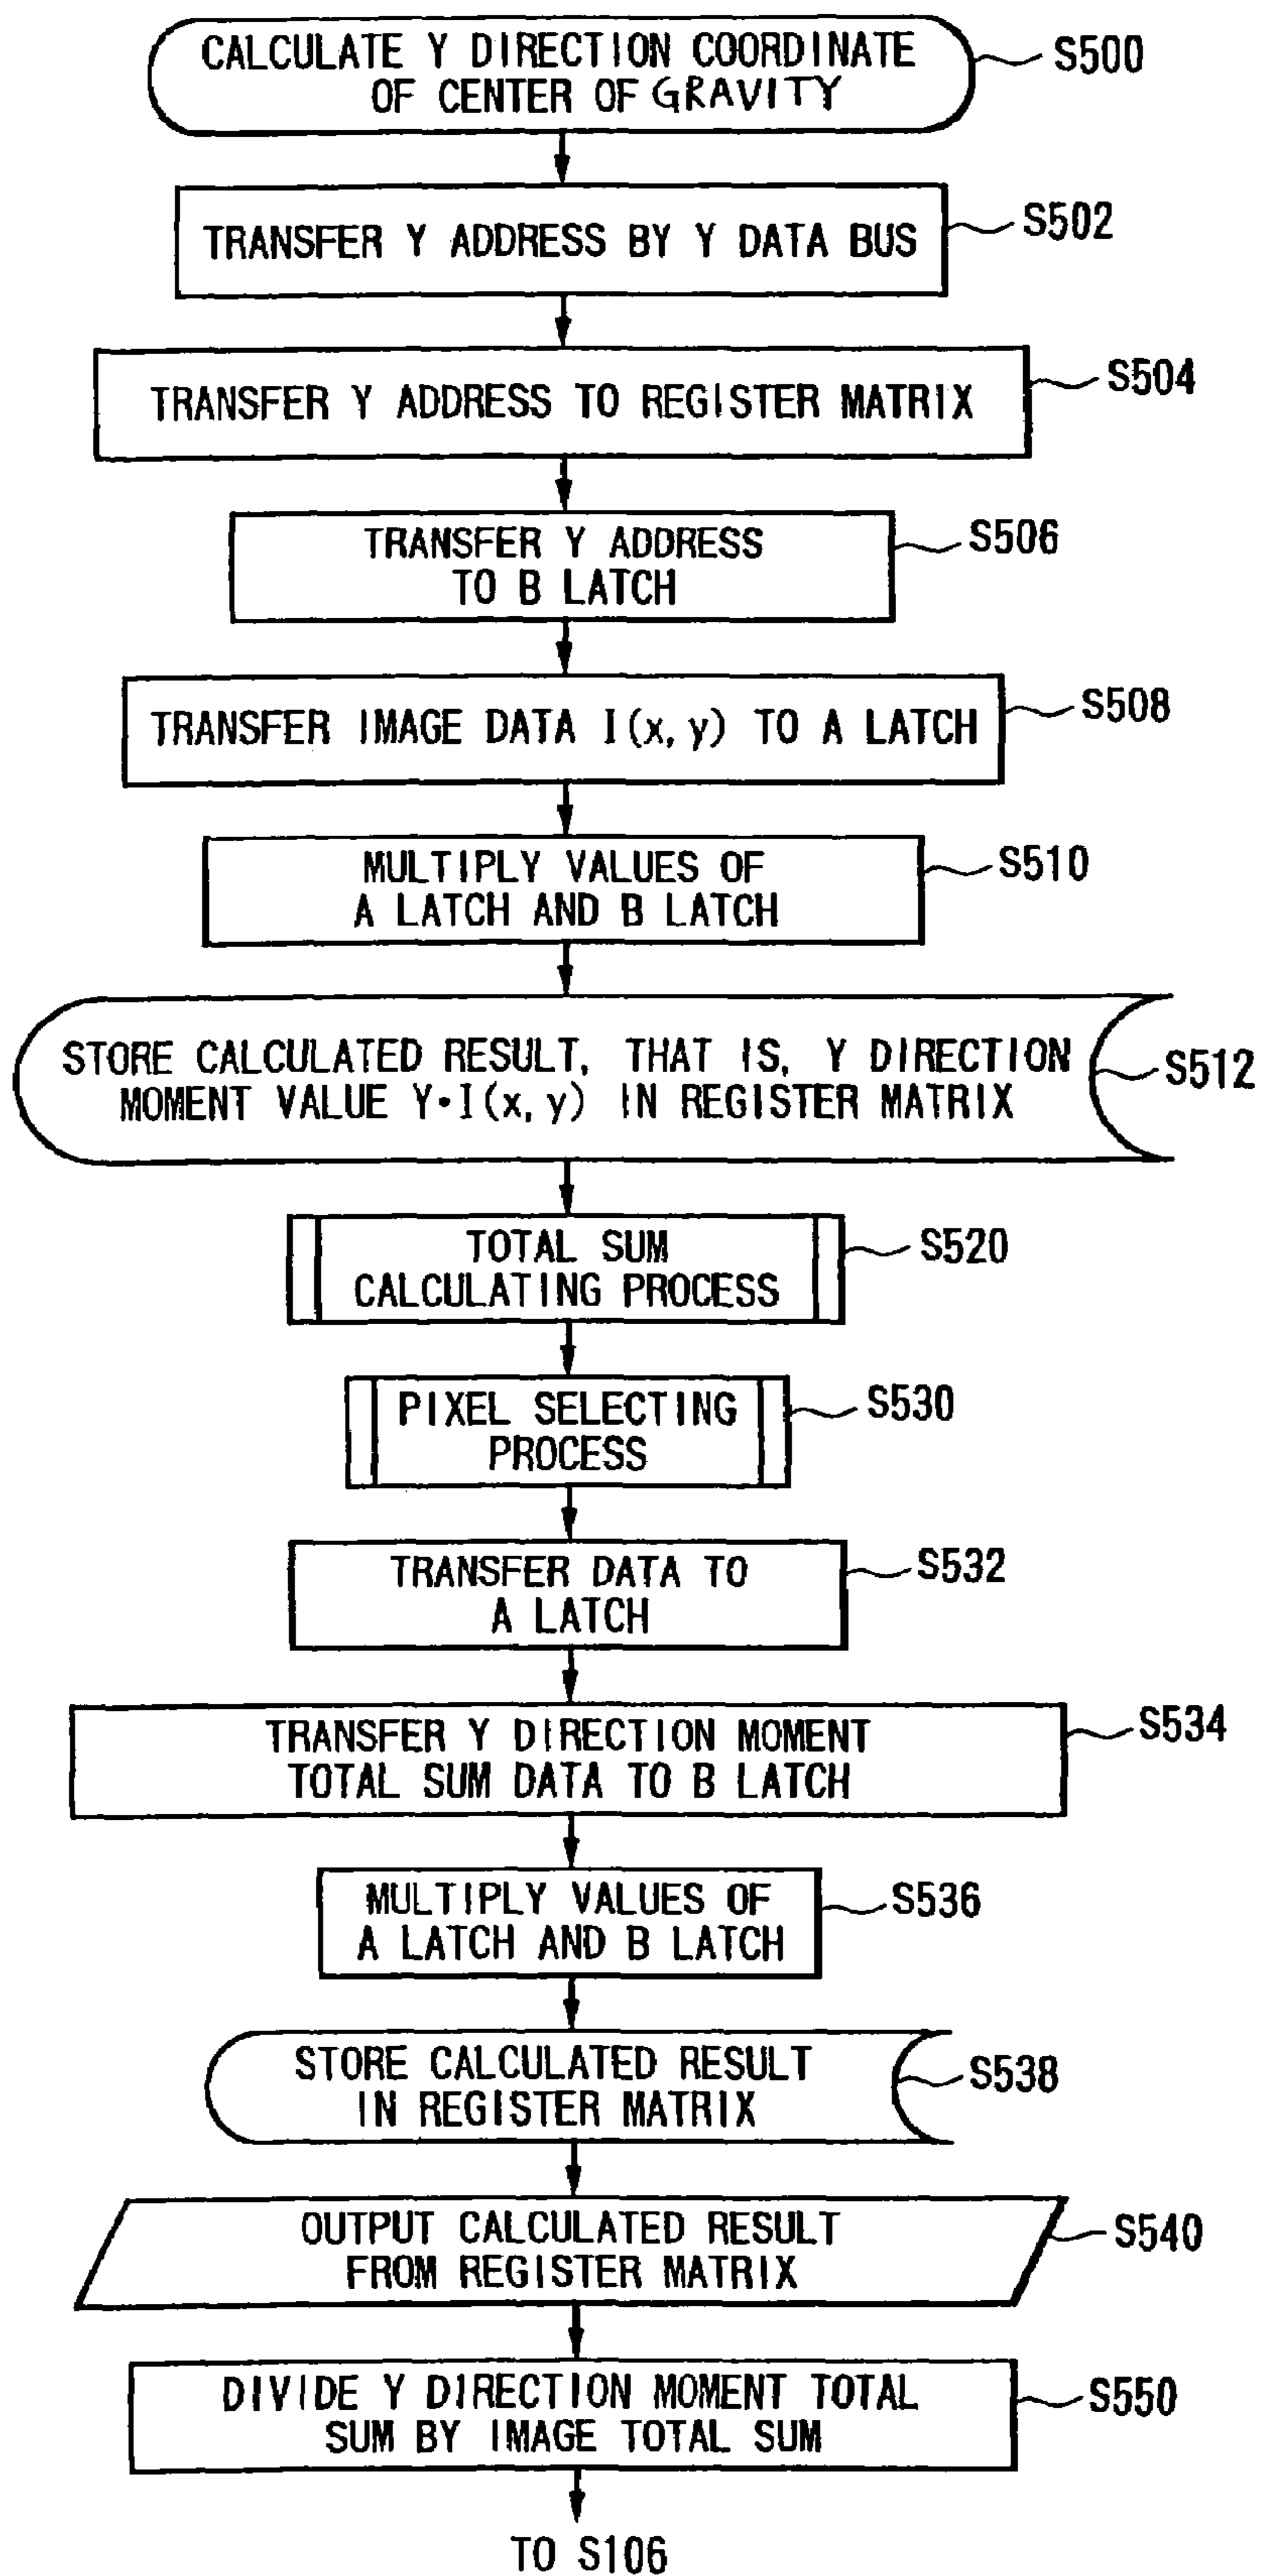 CALCULATE Y DIRECTION COORDINATE
OF CENTER OF GRAVITY
S500
TRANSFER Y ADDRESS BY Y DATA BUS
S502
TRANSFER Y ADDRESS TO REGISTER MATRIX
S504
TRANSFER Y ADDRESS
TO B LATCH
S506
TRANSFER IMAGE DATA I(x, y) TO A LATCH
S508
MULTIPLY VALUES OF
A LATCH AND B LATCH
S510
STORE CALCULATED RESULT, THAT IS, Y DIRECTION
MOMENT VALUE Y·I(x, y) IN REGISTER MATRIX
S512
TOTAL SUM
CALCULATING PROCESS
S520
PIXEL SELECTING
PROCESS
S530
TRANSFER DATA TO
A LATCH
S532
TRANSFER Y DIRECTION MOMENT
TOTAL SUM DATA TO B LATCH
S534
MULTIPLY VALUES OF
A LATCH AND B LATCH
S536
STORE CALCULATED RESULT
IN REGISTER MATRIX
S538
OUTPUT CALCULATED RESULT
FROM REGISTER MATRIX
S540
DIVIDE Y DIRECTION MOMENT TOTAL
SUM BY IMAGE TOTAL SUM
S550
TO S106